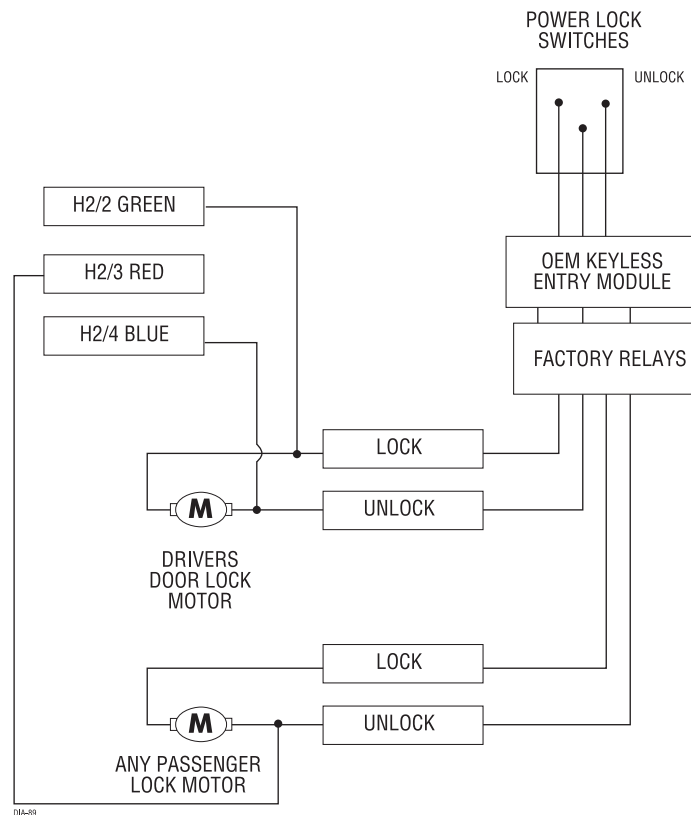 POWER LOCK
SWITCHES
LOCK
UNLOCK
H2/2 GREEN
H2/3 RED
H2/4 BLUE
OEM KEYLESS
ENTRY MODULE
FACTORY RELAYS
LOCK
M
UNLOCK
DRIVERS
DOOR LOCK
MOTOR
LOCK
M
UNLOCK
ANY PASSENGER
LOCK MOTOR
DIA-89